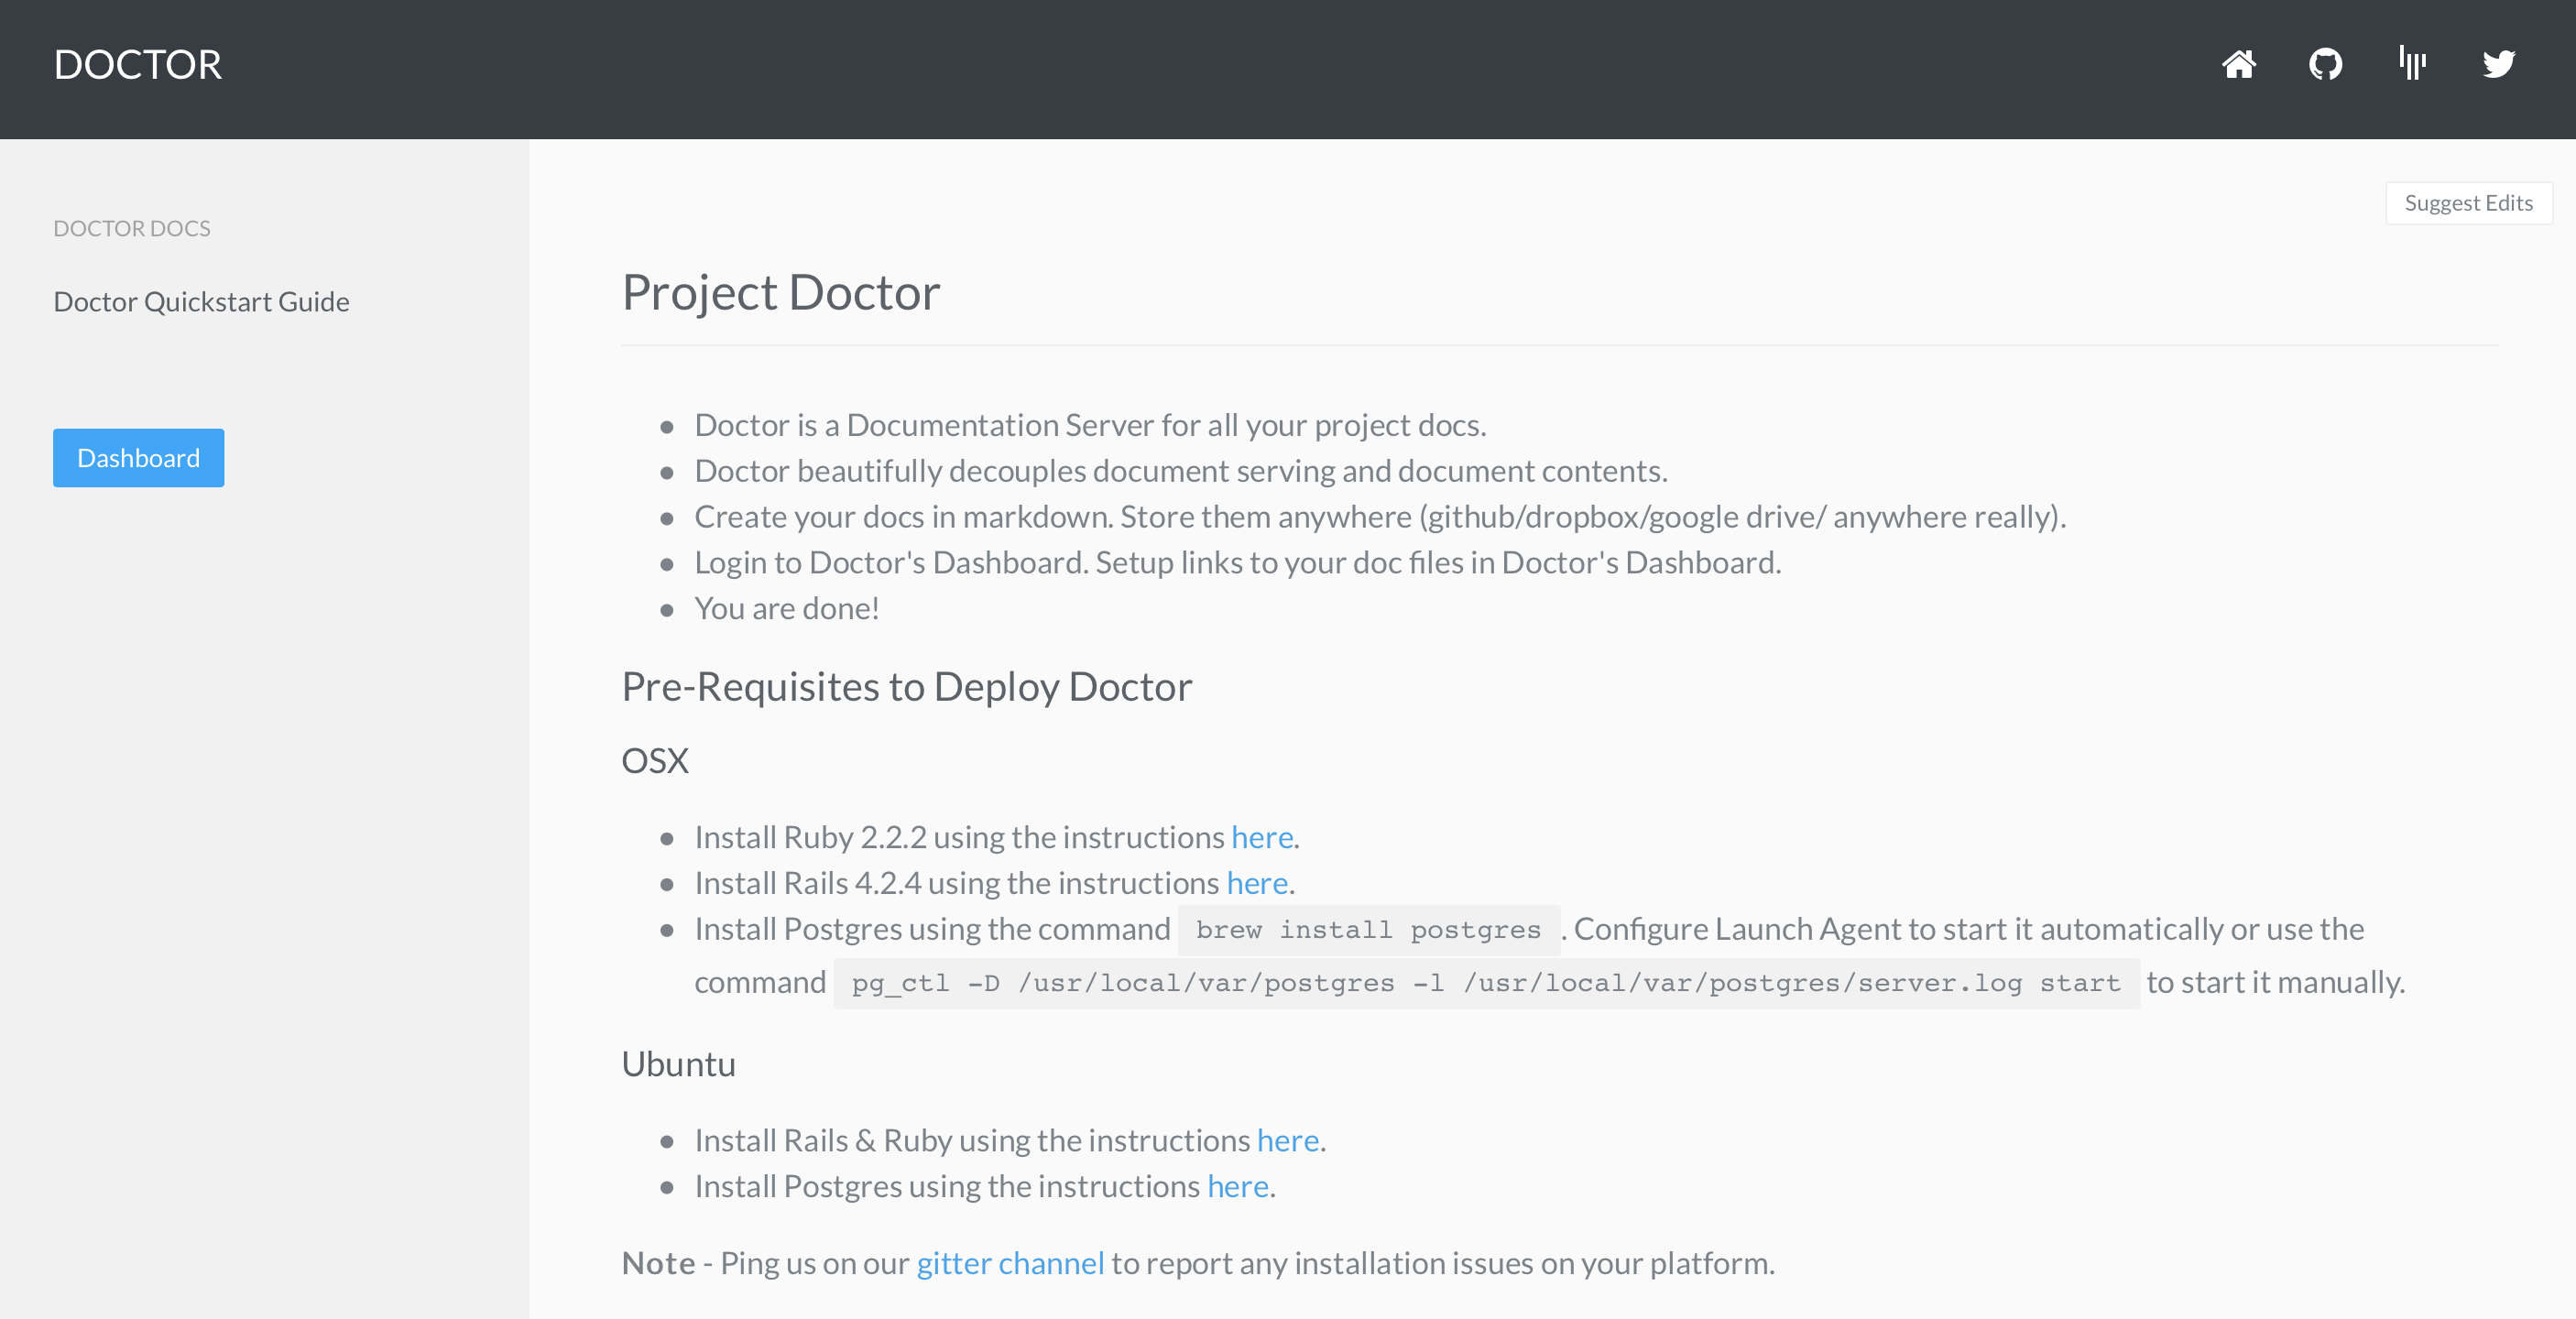 DOCTOR
DOCTOR DOCS
Doctor Quickstart Guide
Dashboard
Suggest Edits
Project Doctor
Doctor is a Documentation Server for all your project docs.
Doctor beautifully decouples document serving and document contents.
Create your docs in markdown. Store them anywhere (github/dropbox/google drive/ anywhere really).
Login to Doctor's Dashboard. Setup links to your doc files in Doctor's Dashboard.
You are done!
Pre-Requisites to Deploy Doctor
OSX
Install Ruby 2.2.2 using the instructions here.
Install Rails 4.2.4 using the instructions here.
Install Postgres using the command brew install postgres . Configure Launch Agent to start it automatically or use the
command pg_ctl -D /usr/local/var/postgres -l /usr/local/var/postgres/server.log start to start it manually.
Ubuntu
Install Rails & Ruby using the instructions here.
Install Postgres using the instructions here.
Note - Ping us on our gitter channel to report any installation issues on your platform.